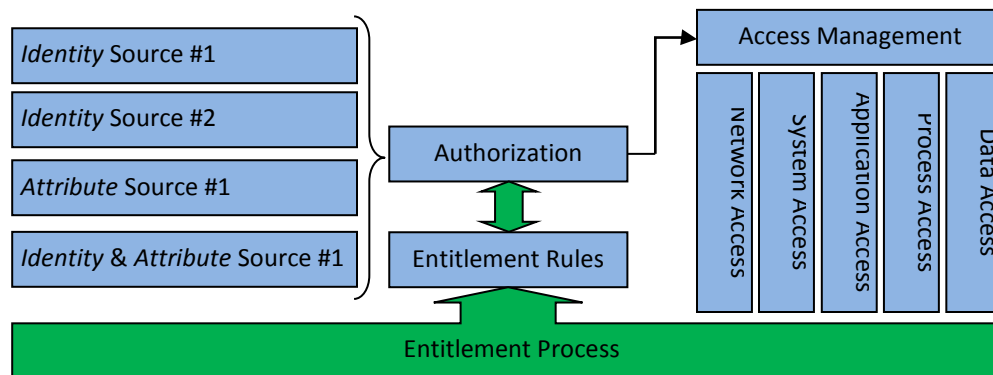 Identity Source #1
Identity Source #2
Attribute Source #1
Identity & Attribute Source #1
Authorization
Entitlement Rules
Access Management
Network Access
System Access
Application Access
Process Access
Data Access
Entitlement Process